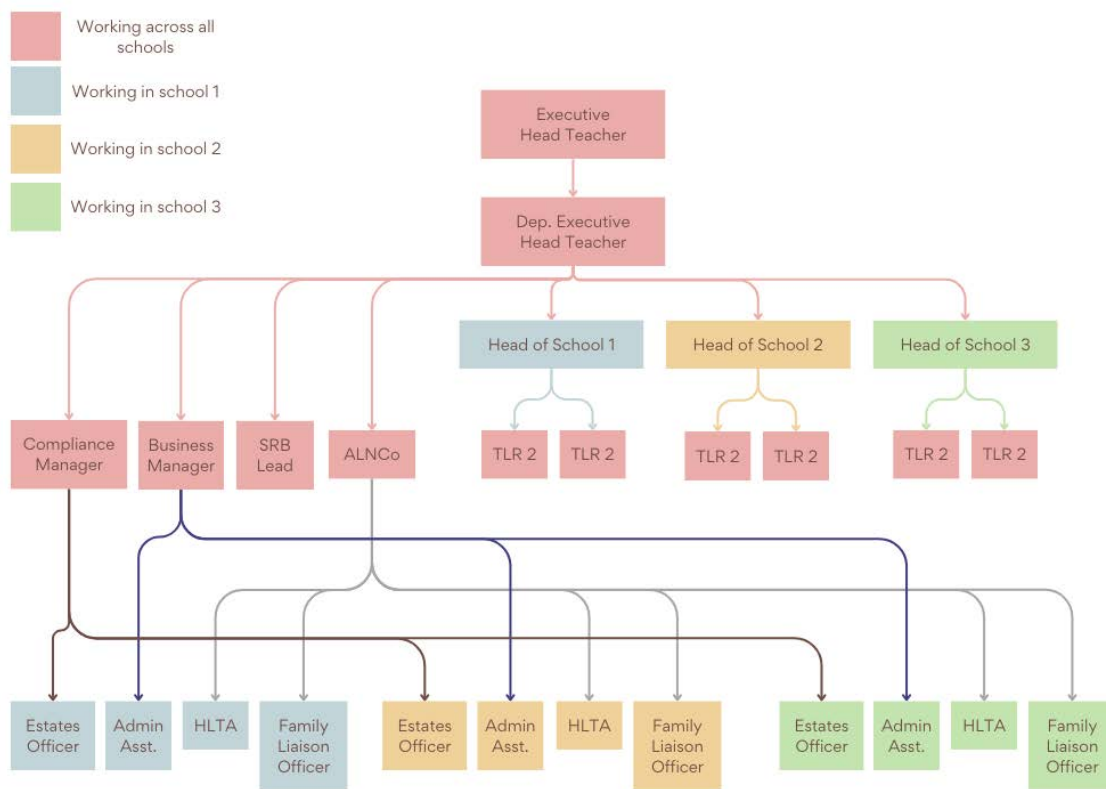 Working across all
schools
Working in school 1
Working in school 2
Working in school 3
Executive
Head Teacher
Dep. Executive
Head Teacher
Head of School 1
Head of School 2
Head of School 3
Compliance
Manager
Business
Manager
SRB
Lead
ALNCo
TLR 2
TLR 2
TLR 2
TLR 2
TLR 2
TLR 2
Estates
Officer
Admin
Asst.
HLTA
Family
Liaison
Officer
Estates
Officer
Admin
Asst.
HLTA
Family
Liaison
Officer
Estates
Officer
Admin
Asst.
HLTA
Family
Liaison
Officer